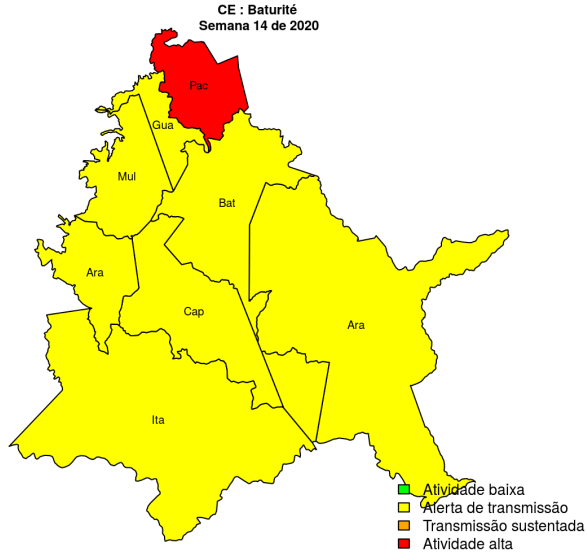 CE : Baturité
Semana 14 de 2020
Pac
Gua
Mul
Bat
Ara
Cap
Ara
Ita
Atividade baixa
Alerta de transmissão
Transmissão sustentada
Atividade alta